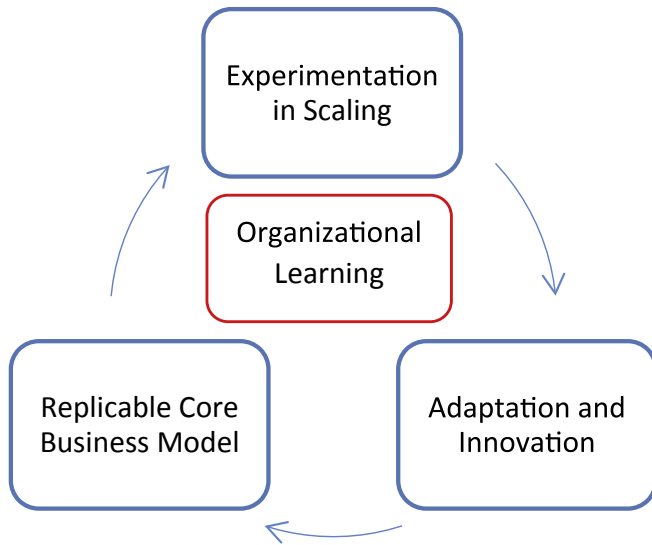 Experimentation
in Scaling
Organizational
Learning
Replicable Core
Business Model
Adaptation and
Innovation